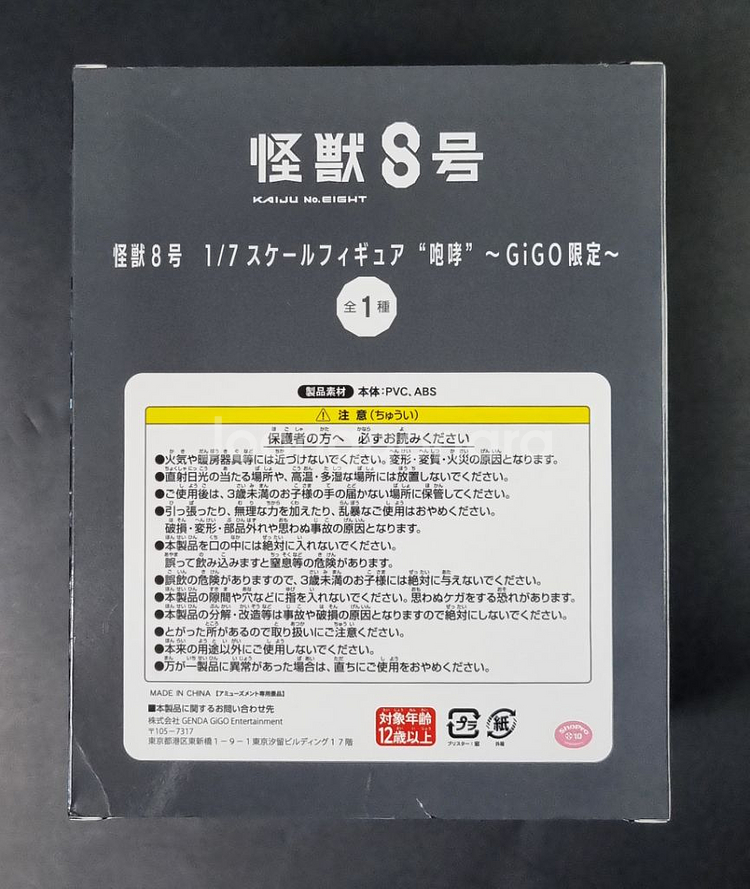 怪獣8号
KAIJU No.EIGHT
怪獣8号 1/7スケールフィギュア “咆哮” ～GiGO限定～
全1種
製品素材 本体：PVC、ABS
注意（ちゅうい）
保護者の方へ 必ずお読みください
●火気や暖房器具等には近づけないでください。変形・変質・火災の原因となります。
●直射日光の当たる場所や、高温・多湿な場所には放置しないでください。
●ご使用後は、3歳未満のお子様の手の届かない場所に保管してください。
●引っ張ったり、無理な力を加えたり、乱暴なご使用はおやめください。
破損・変形・部品外れや思わぬ事故の原因となります。
●本製品を口の中には絶対に入れないでください。
誤って飲み込みますと窒息等の危険があります。
●誤飲の危険がありますので、3歳未満のお子様には絶対に与えないでください。
●本製品の隙間や穴などに指を入れないでください。思わぬケガをする恐れがあります。
●本製品の分解・改造等は事故や破損の原因となりますので絶対にしないでください。
●とがった所があるので取り扱いにご注意ください。
●本来の用途以外にご使用しないでください。
●万が一製品に異常があった場合は、直ちにご使用をおやめください。
MADE IN CHINA 【アミューズメント専用景品】
■本製品に関するお問い合わせ先
株式会社 GENDA GiGO Entertainment
〒105－7317
東京都港区東新橋1－9－1東京汐留ビルディング17階
対象年齢
12歳以上
プラ
ブリスター：袋
紙
外箱
ShoPro
10